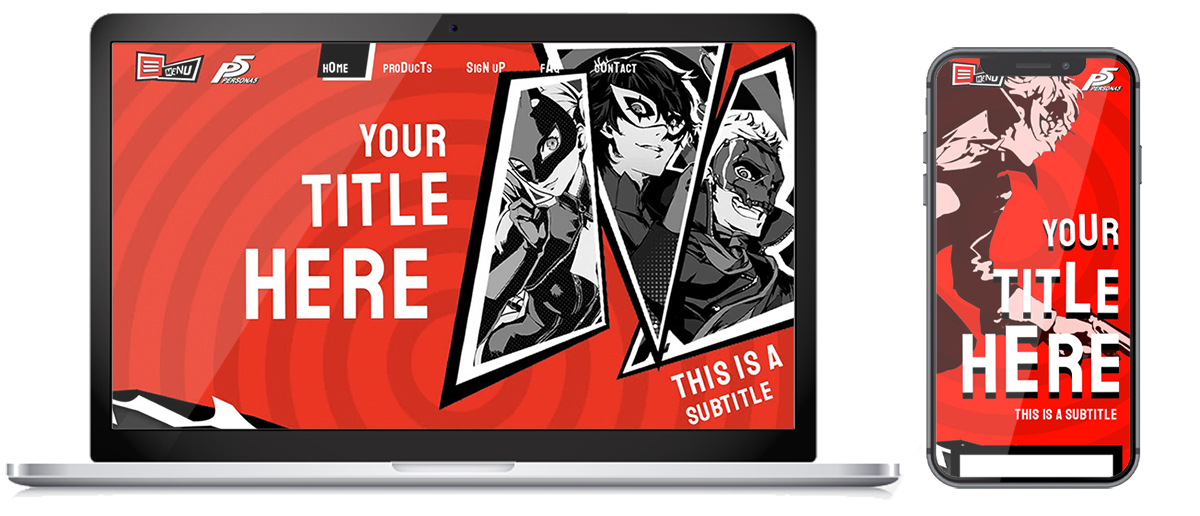 MENU
P5
PERSONA5
hOME proDucTs SigN uP FAQ cONtAct
YOUR
TITLE
HERE
THIS IS A
SUBTITLE
MENU
P5
PERSONA5
YOUR
TITLE
HERE
THIS IS A SUBTITLE